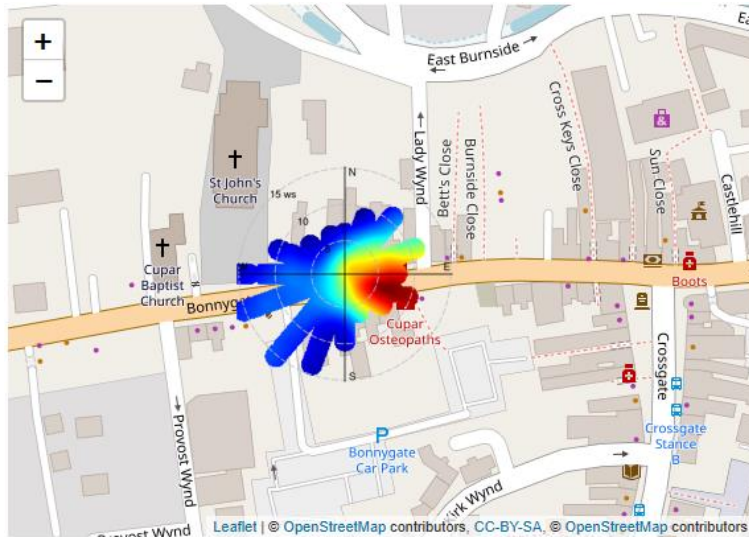 +
−
East Burnside
Lady Wynd
Bett's Close
Burnside Close
Cross Keys Close
Sun Close
Castlehill
St John's
Church
N
15 ws
10
W
E
S
Cupar
Baptist
Church
Bonnyga
Boots
Cupar
Osteopaths
Crossgate
Crossgate
Stance
B
P
Bonnygate
Car Park
Provost Wynd
Provost Wynd
Kirk Wynd
Leaflet | © OpenStreetMap contributors, CC-BY-SA, © OpenStreetMap contributors